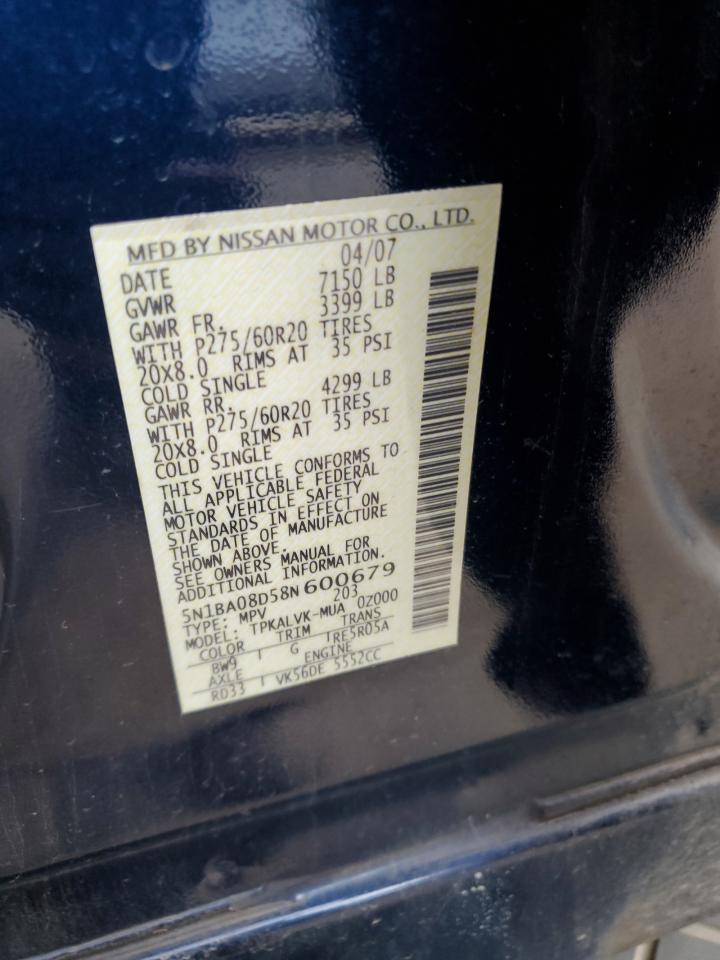 MFD BY NISSAN MOTOR CO., LTD.
DATE 04/07
GVWR 7150 LB
GAWR FR. 3399 LB
WITH P275/60R20 TIRES
20X8.0 RIMS AT 35 PSI
COLD SINGLE
GAWR RR. 4299 LB
WITH P275/60R20 TIRES
20X8.0 RIMS AT 35 PSI
COLD SINGLE
THIS VEHICLE CONFORMS TO
ALL APPLICABLE FEDERAL
MOTOR VEHICLE SAFETY
STANDARDS IN EFFECT ON
THE DATE OF MANUFACTURE
SHOWN ABOVE.
SEE OWNERS MANUAL FOR
ADDITIONAL INFORMATION.
5N1BA08D58N600679
TYPE: MPV 203
MODEL: TPKALVK-MUA 0Z000
COLOR TRIM TRANS
BW9 G RE5R05A
AXLE ENGINE
RD33 VK56DE 5552CC